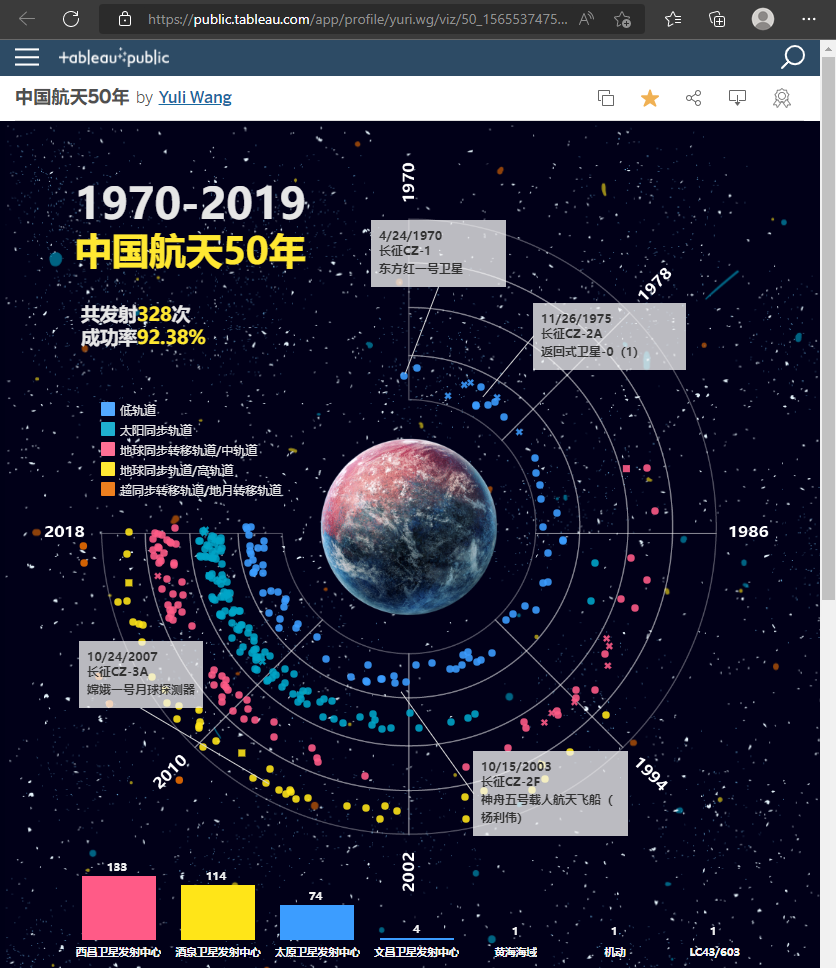 https://public.tableau.com/app/profile/yuri.wg/viz/50_1565537475...
tableau public
中国航天50年 by Yuli Wang
1970-2019
中国航天50年
共发射328次
成功率92.38%
低轨道
太阳同步轨道
地球同步转移轨道/中轨道
地球同步轨道/高轨道
超同步转移轨道/地月转移轨道
1970
4/24/1970
长征CZ-1
东方红一号卫星
1978
11/26/1975
长征CZ-2A
返回式卫星-0（1）
2018
1986
10/24/2007
长征CZ-3A
嫦娥一号月球探测器
2010
10/15/2003
长征CZ-2F
神舟五号载人航天飞船（
杨利伟）
1994
2002
133
114
74
4
1
1
1
西昌卫星发射中心
酒泉卫星发射中心
太原卫星发射中心
文昌卫星发射中心
黄海海域
机动
LC43/603